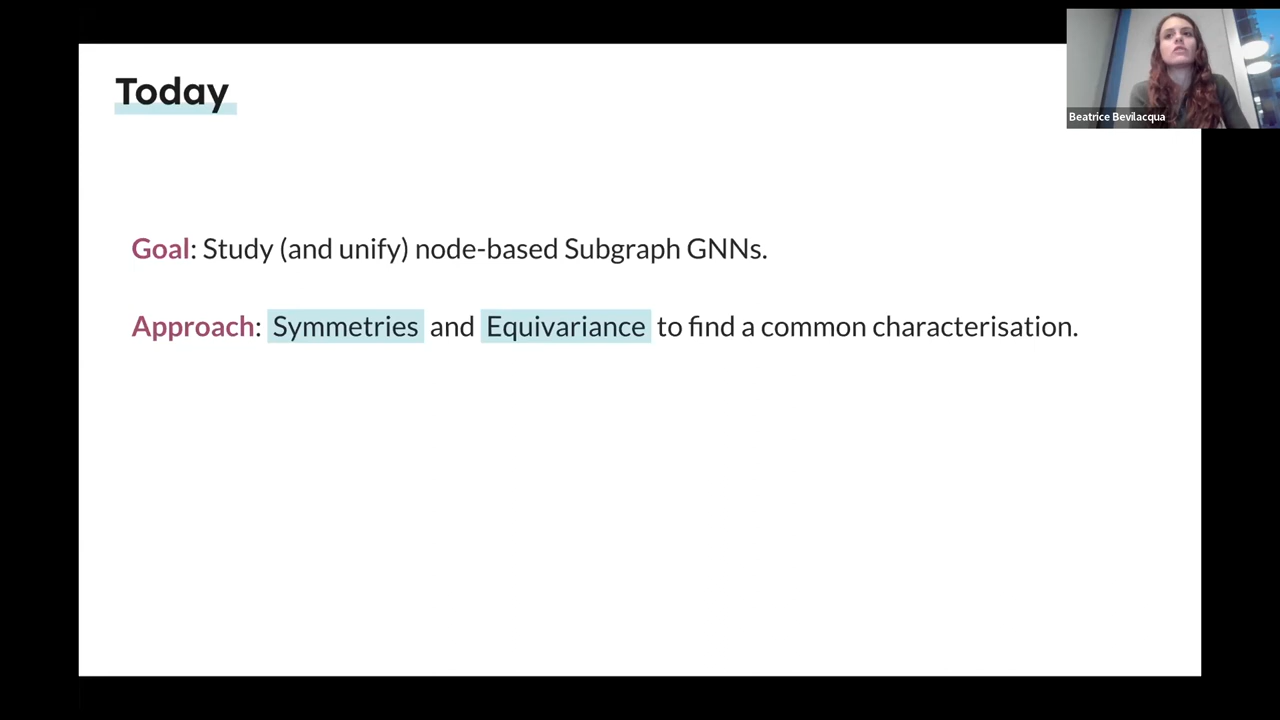 Today
Beatrice Bevilacqua
Goal: Study (and unify) node-based Subgraph GNNs.
Approach: Symmetries and Equivariance to find a common characterisation.